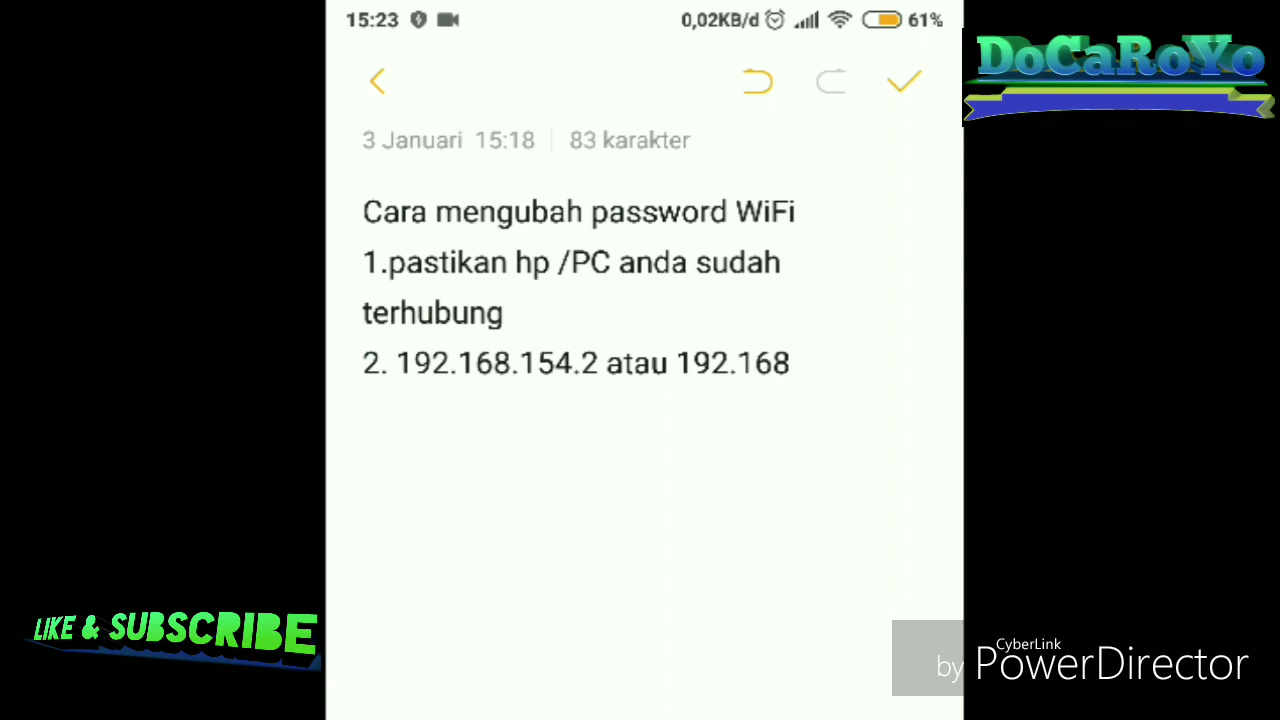 15:23
0,02KB/d
61%
DoCaRoYo
3 Januari 15:18
83 karakter
Cara mengubah password WiFi
1.pastikan hp /PC anda sudah
terhubung
2. 192.168.154.2 atau 192.168
LIKE & SUBSCRIBE
CyberLink
by PowerDirector